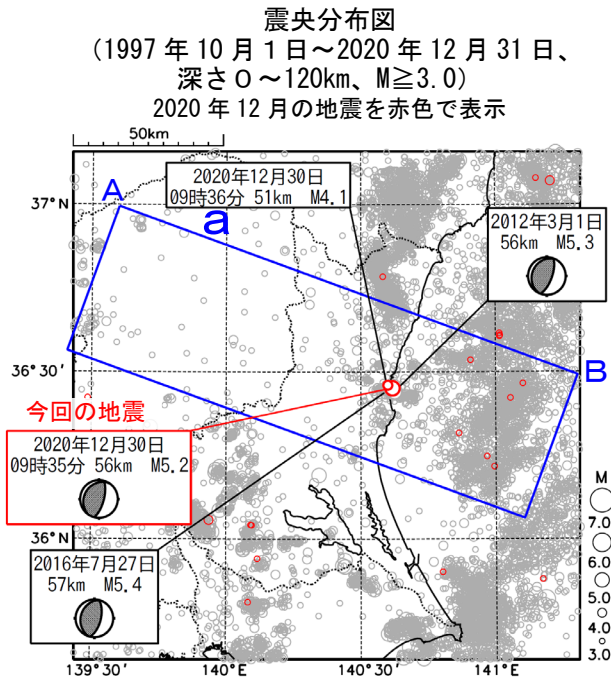 震央分布図
(1997年10月1日～2020年12月31日、
深さ0～120km、M≧3.0)
2020年12月の地震を赤色で表示
50km
A
a
2020年12月30日
09時36分 51km M4.1
2012年3月1日
56km M5.3
37°N
36°30′
B
今回の地震
2020年12月30日
09時35分 56km M5.2
36°N
2016年7月27日
57km M5.4
M
7.0
6.0
5.0
4.0
3.0
139°30′
140°E
140°30′
141°E